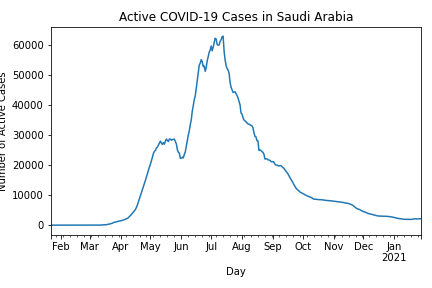 Active COVID-19 Cases in Saudi Arabia
Number of Active Cases
60000
50000
40000
30000
20000
10000
0
Feb Mar Apr May Jun Jul Aug Sep Oct Nov Dec Jan
2021
Day